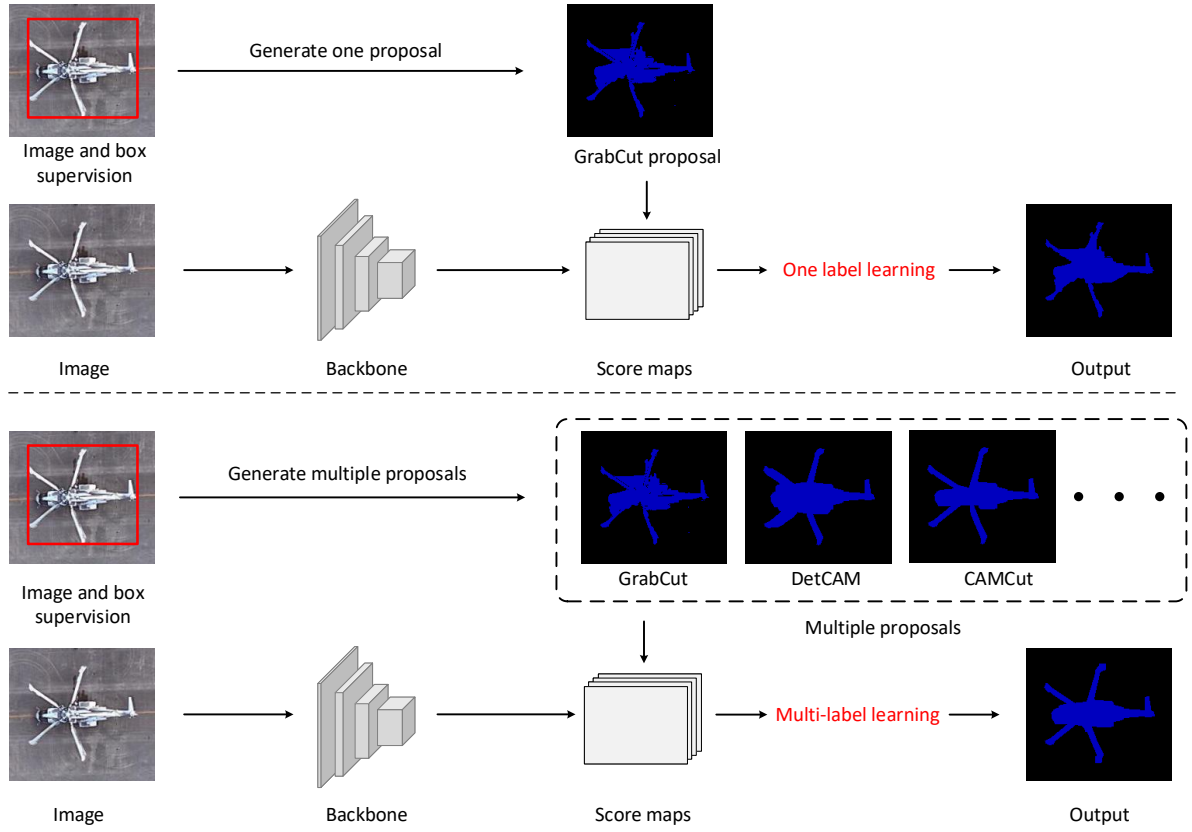 Generate one proposal
Image and box
supervision
GrabCut proposal
One label learning
Image
Backbone
Score maps
Output
Generate multiple proposals
GrabCut
DetCAM
CAMCut
Image and box
supervision
Multiple proposals
Multi-label learning
Image
Backbone
Score maps
Output